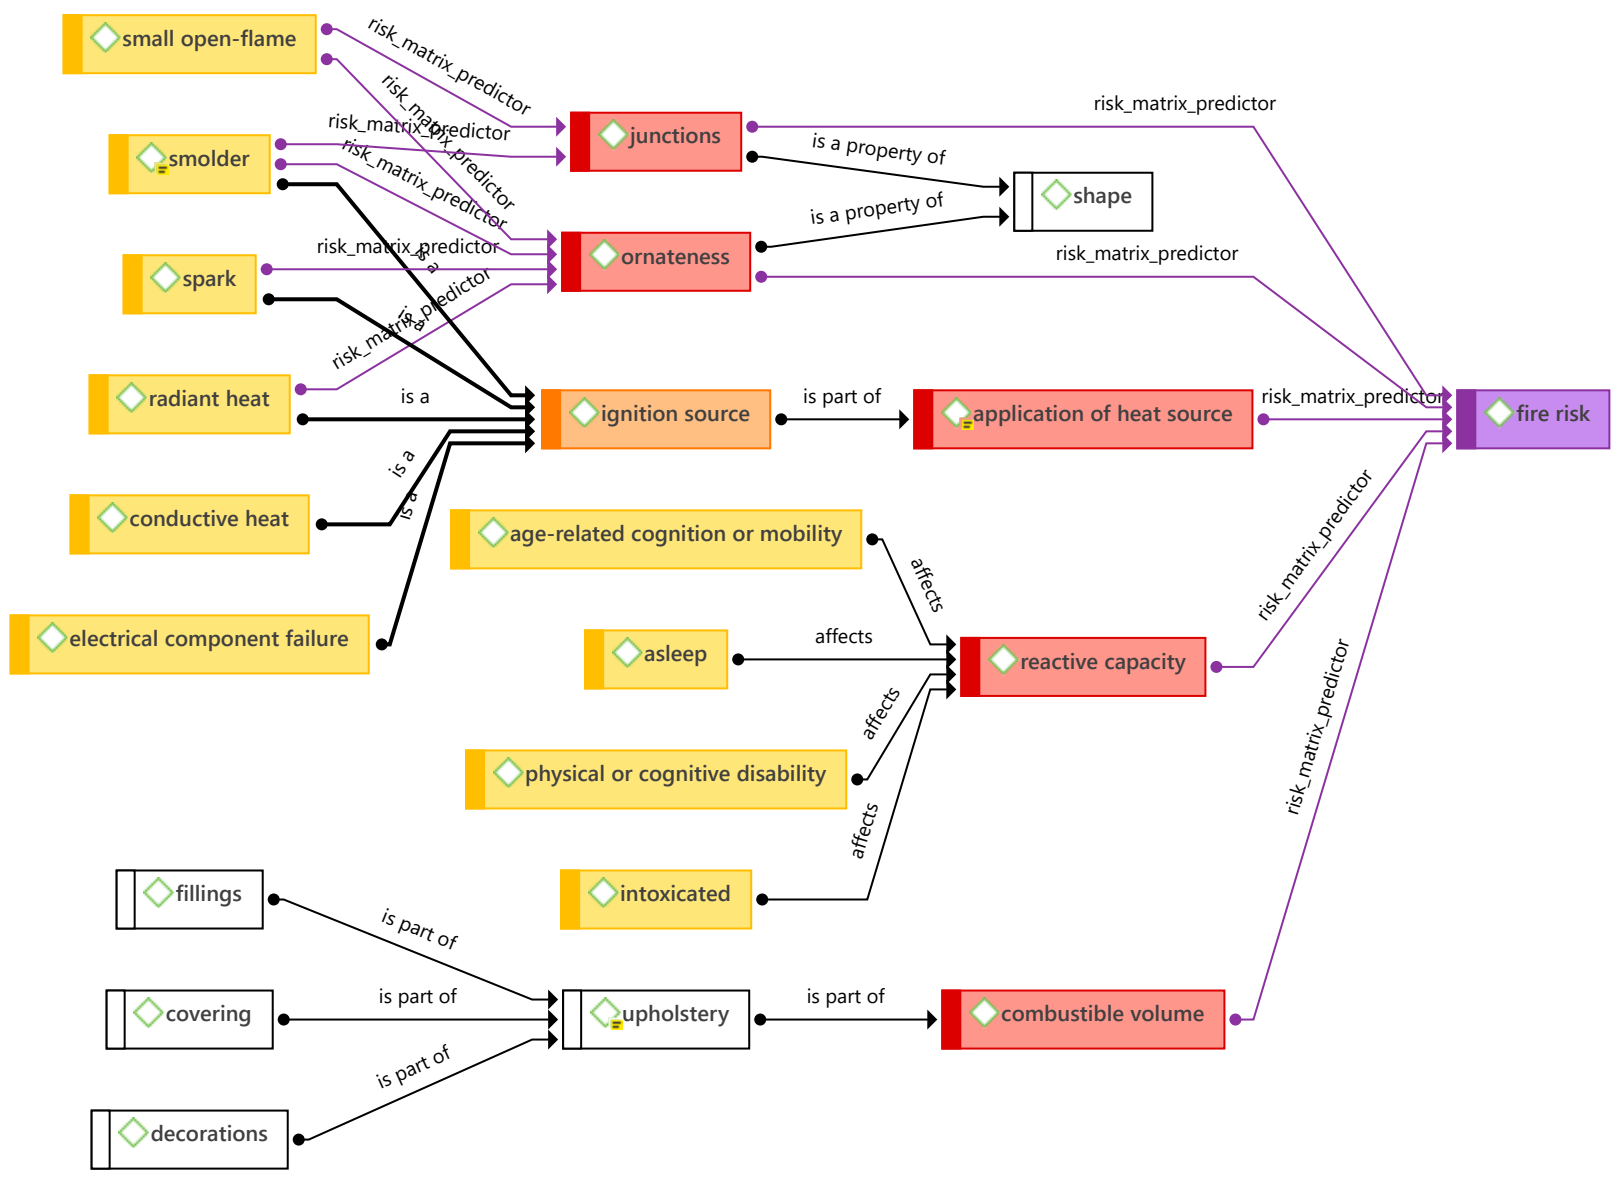 small open-flame
risk_matrix_predictor
risk_matrix_predictor
junctions
risk_matrix_predictor
is a property of
smolder
risk_matrix_predictor
risk_matrix_predictor
is a
shape
is a property of
ornateness
risk_matrix_predictor
spark
risk_matrix_predictor
is a
radiant heat
risk_matrix_predictor
is a
ignition source
is part of
application of heat source
risk_matrix_predictor
fire risk
conductive heat
is a
is a
age-related cognition or mobility
affects
risk_matrix_predictor
electrical component failure
asleep
affects
reactive capacity
risk_matrix_predictor
physical or cognitive disability
affects
intoxicated
affects
fillings
is part of
covering
is part of
upholstery
is part of
combustible volume
decorations
is part of